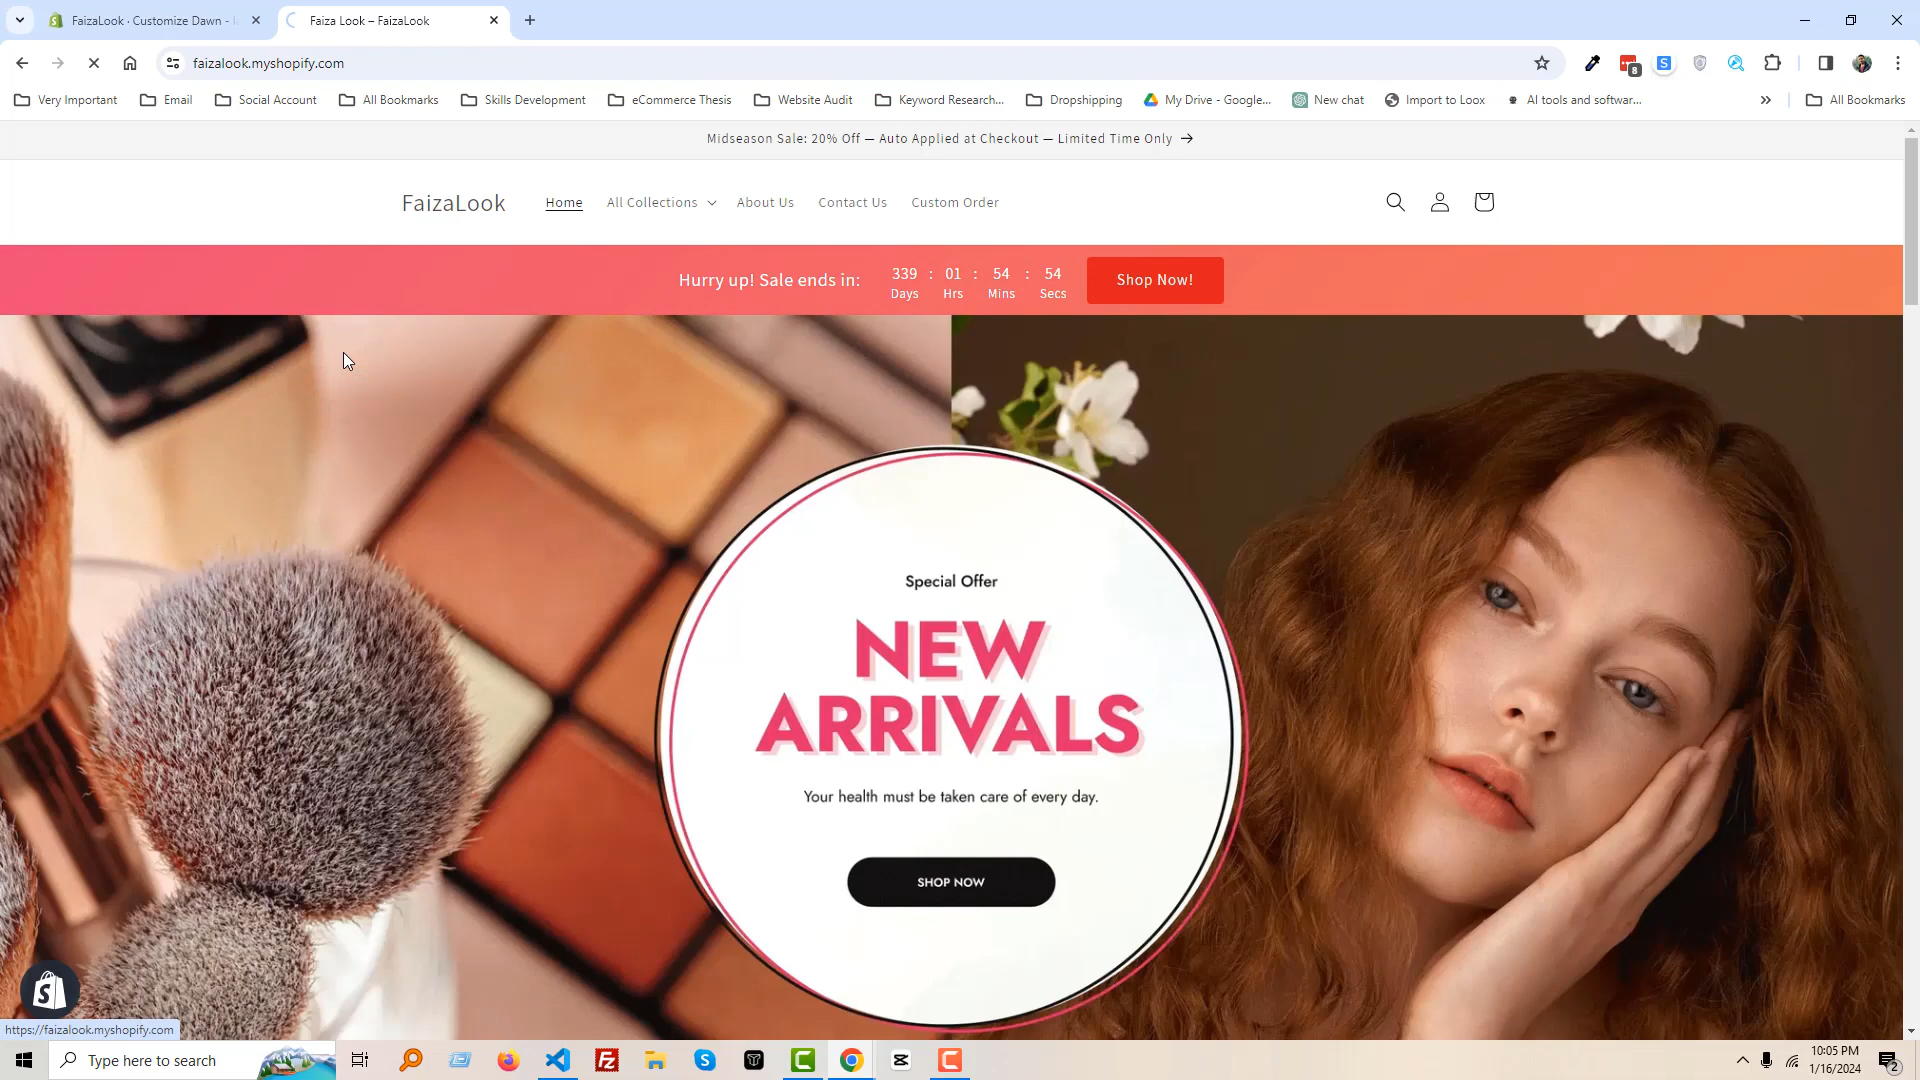 FaizaLook · Customize Dawn -
Faiza Look – FaizaLook
faizalook.myshopify.com
8
Very Important
Email
Social Account
All Bookmarks
Skills Development
eCommerce Thesis
Website Audit
Keyword Research...
Dropshipping
My Drive - Google...
New chat
Import to Loox
AI tools and softwar...
All Bookmarks
Midseason Sale: 20% Off — Auto Applied at Checkout — Limited Time Only
FaizaLook
Home
All Collections
About Us
Contact Us
Custom Order
Hurry up! Sale ends in:
339 : 01 : 54 : 54
Days Hrs Mins Secs
Shop Now!
Special Offer
NEW
ARRIVALS
Your health must be taken care of every day.
SHOP NOW
https://faizalook.myshopify.com
Type here to search
10:05 PM
1/16/2024
2